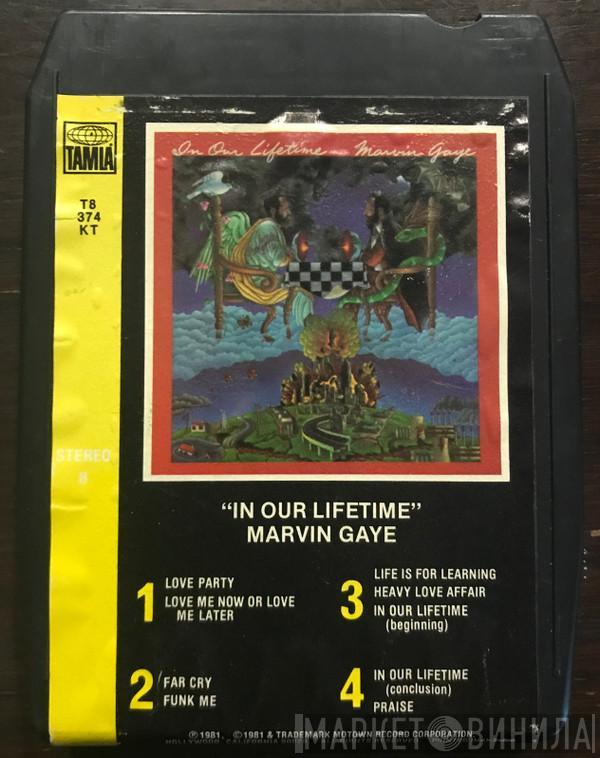 TAMLA
T8
374
KT
In Our Lifetime Marvin Gaye
STEREO
8
“IN OUR LIFETIME”
MARVIN GAYE
1
LOVE PARTY
LOVE ME NOW OR LOVE
ME LATER
2
FAR CRY
FUNK ME
3
LIFE IS FOR LEARNING
HEAVY LOVE AFFAIR
IN OUR LIFETIME
(beginning)
4
IN OUR LIFETIME
(conclusion)
PRAISE
℗1981, ©1981 & TRADEMARK MOTOWN RECORD CORPORATION
HOLLYWOOD, CALIFORNIA
МАРКЕТ ВИНИЛА